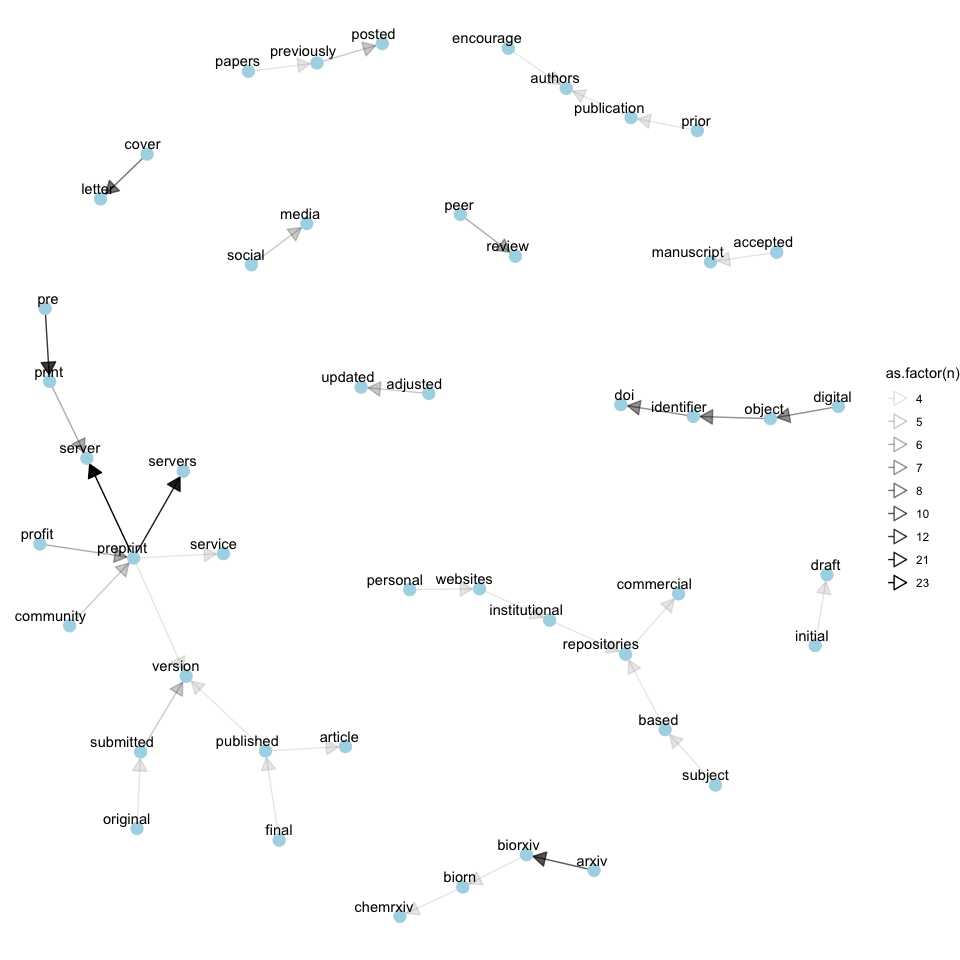 posted
previously
papers
encourage
authors
publication
prior
cover
letter
media
social
peer
review
accepted
manuscript
pre
print
server
servers
profit
preprint
service
community
version
submitted
published
article
original
final
updated
adjusted
doi
identifier
object
digital
personal
websites
institutional
commercial
repositories
based
subject
draft
initial
biorxiv
arxiv
biorn
chemrxiv
as.factor(n)
4
5
6
7
8
10
12
21
23